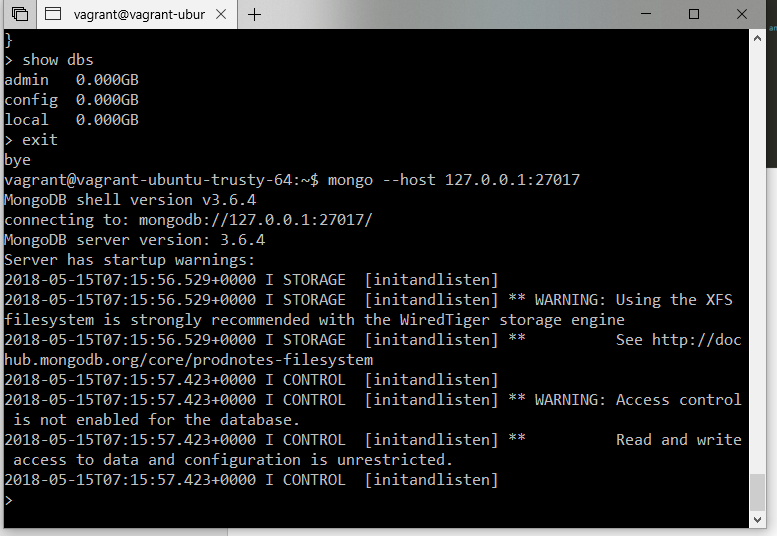 vagrant@vagrant-ubur
}
> show dbs
admin   0.000GB
config  0.000GB
local   0.000GB
> exit
bye
vagrant@vagrant-ubuntu-trusty-64:~$ mongo --host 127.0.0.1:27017
MongoDB shell version v3.6.4
connecting to: mongodb://127.0.0.1:27017/
MongoDB server version: 3.6.4
Server has startup warnings:
2018-05-15T07:15:56.529+0000 I STORAGE  [initandlisten]
2018-05-15T07:15:56.529+0000 I STORAGE  [initandlisten] ** WARNING: Using the XFS
filesystem is strongly recommended with the WiredTiger storage engine
2018-05-15T07:15:56.529+0000 I STORAGE  [initandlisten] **          See http://doc
hub.mongodb.org/core/prodnotes-filesystem
2018-05-15T07:15:57.423+0000 I CONTROL  [initandlisten]
2018-05-15T07:15:57.423+0000 I CONTROL  [initandlisten] ** WARNING: Access control
 is not enabled for the database.
2018-05-15T07:15:57.423+0000 I CONTROL  [initandlisten] **          Read and write
 access to data and configuration is unrestricted.
2018-05-15T07:15:57.423+0000 I CONTROL  [initandlisten]
>